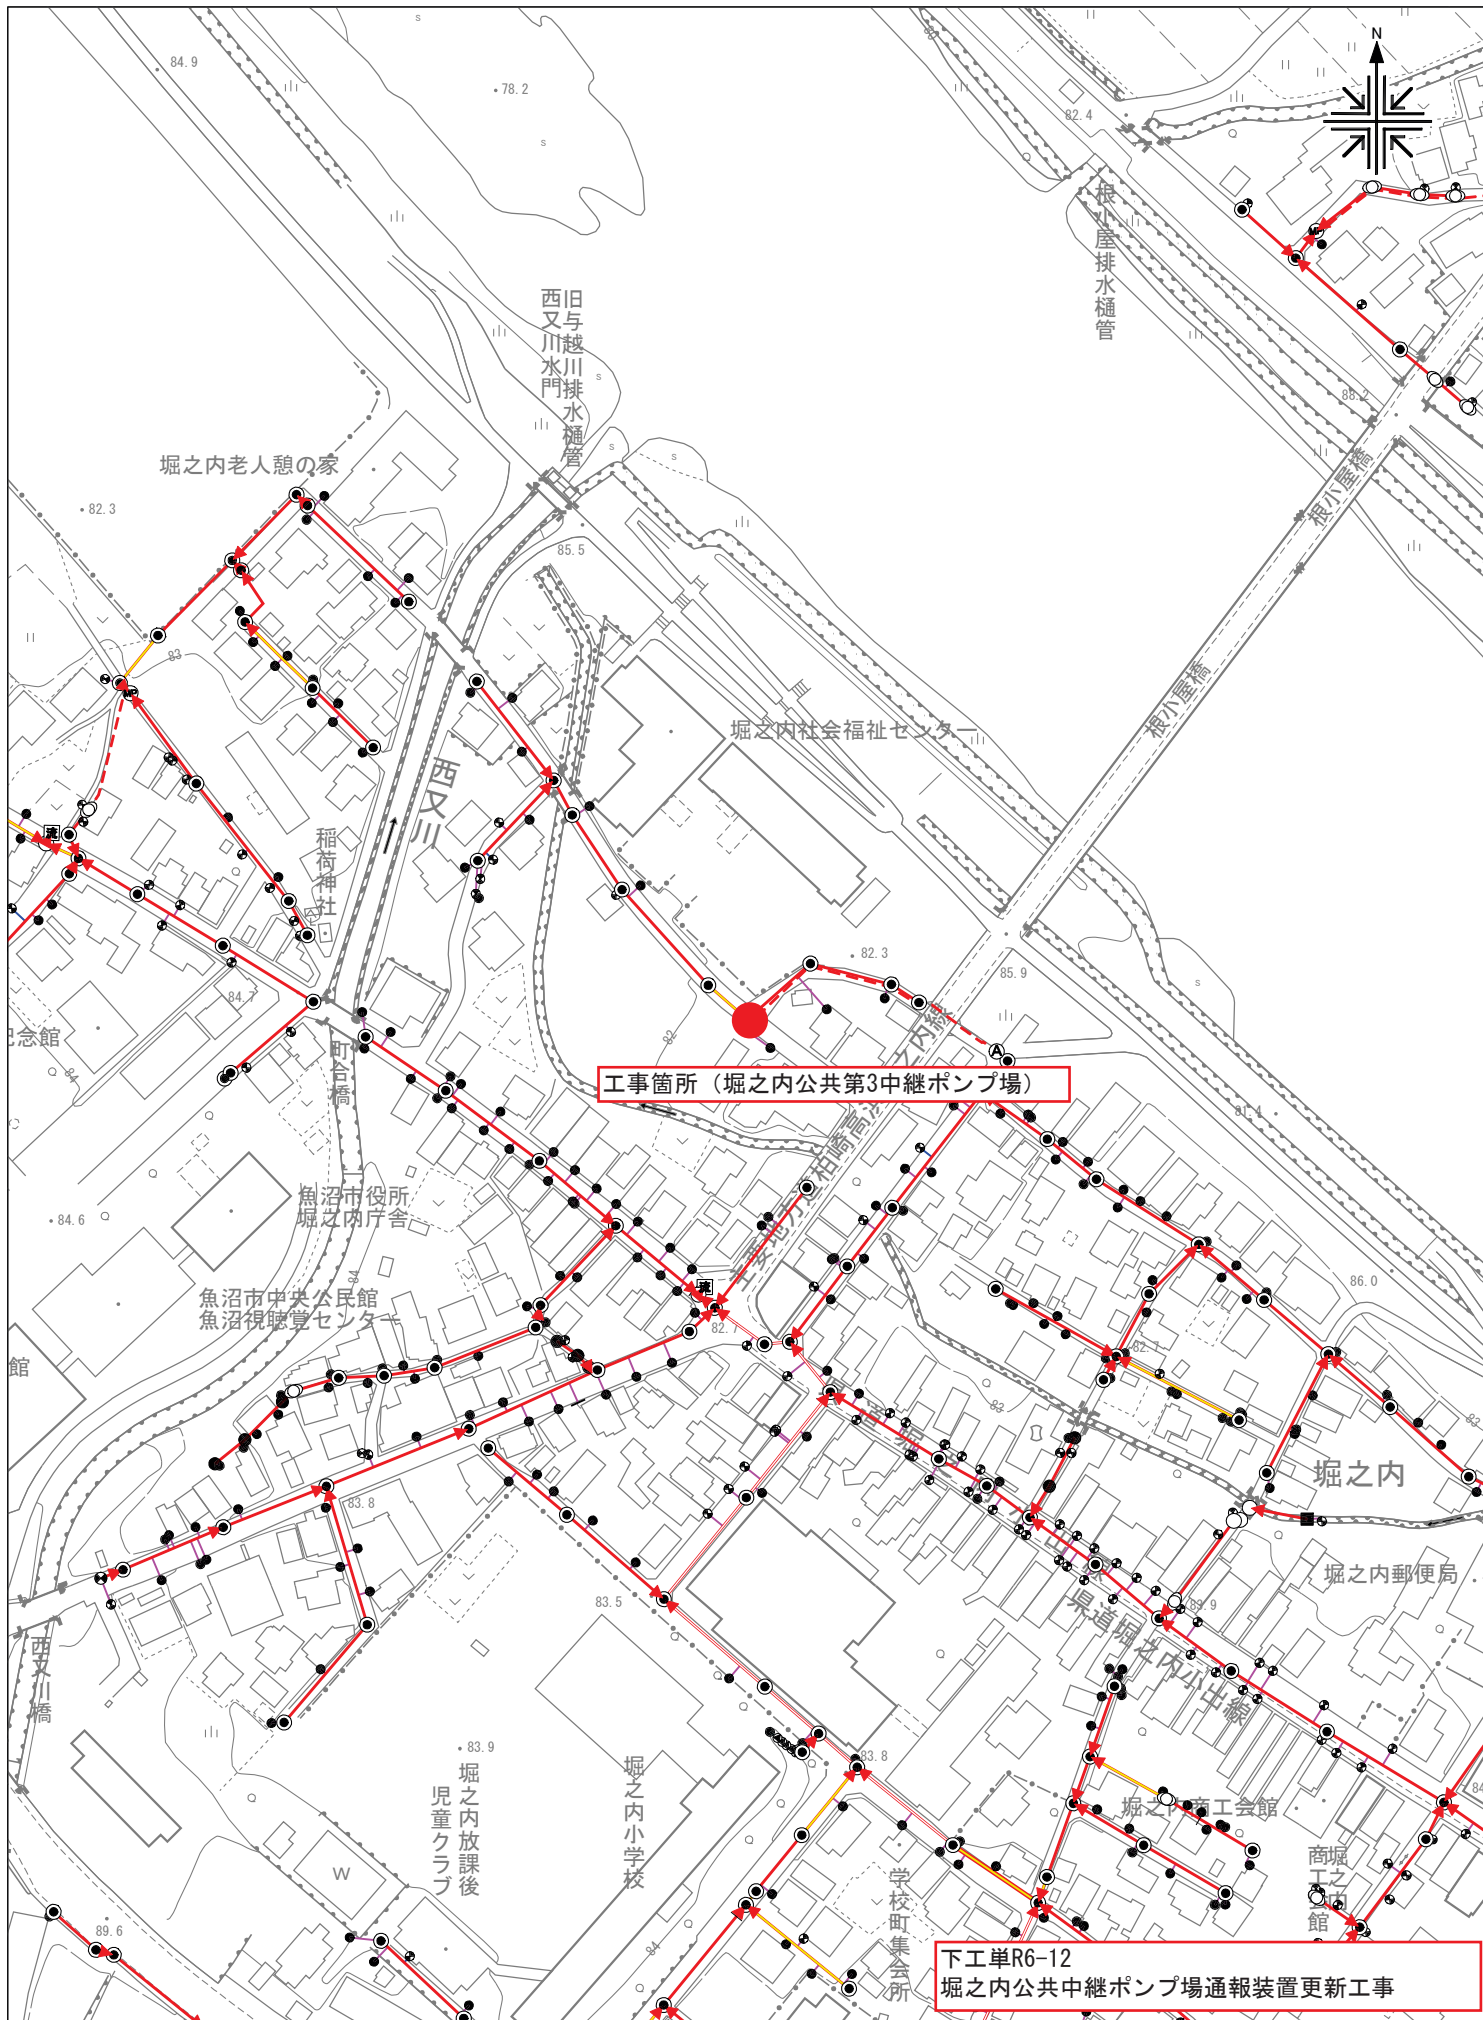 84.9
78.2
N
82.4
根小屋排水樋管
旧与越川排水樋管
西又川水門
88.2
堀之内老人憩の家
82.3
85.5
根小屋橋
根小屋橋
83
堀之内社会福祉センター
西又川
稲荷神社
82.3
85.9
84.7
記念館
84
町合橋
82
工事箇所（堀之内公共第3中継ポンプ場）
81.4
魚沼市役所
堀之内庁舎
84.6
84
86.0
魚沼市中央公民館
魚沼視聴覚センター
82.7
82.7
館
83
83
堀之内
83.8
堀之内郵便局
83.5
83.9
県道堀之内小出線
西又川橋
83.9
83.8
堀之内放課後
児童クラブ
堀之内小学校
堀之内商工会館
W
学校町集会所
堀之内
商工会館
89.6
84
下工単R6-12
堀之内公共中継ポンプ場通報装置更新工事